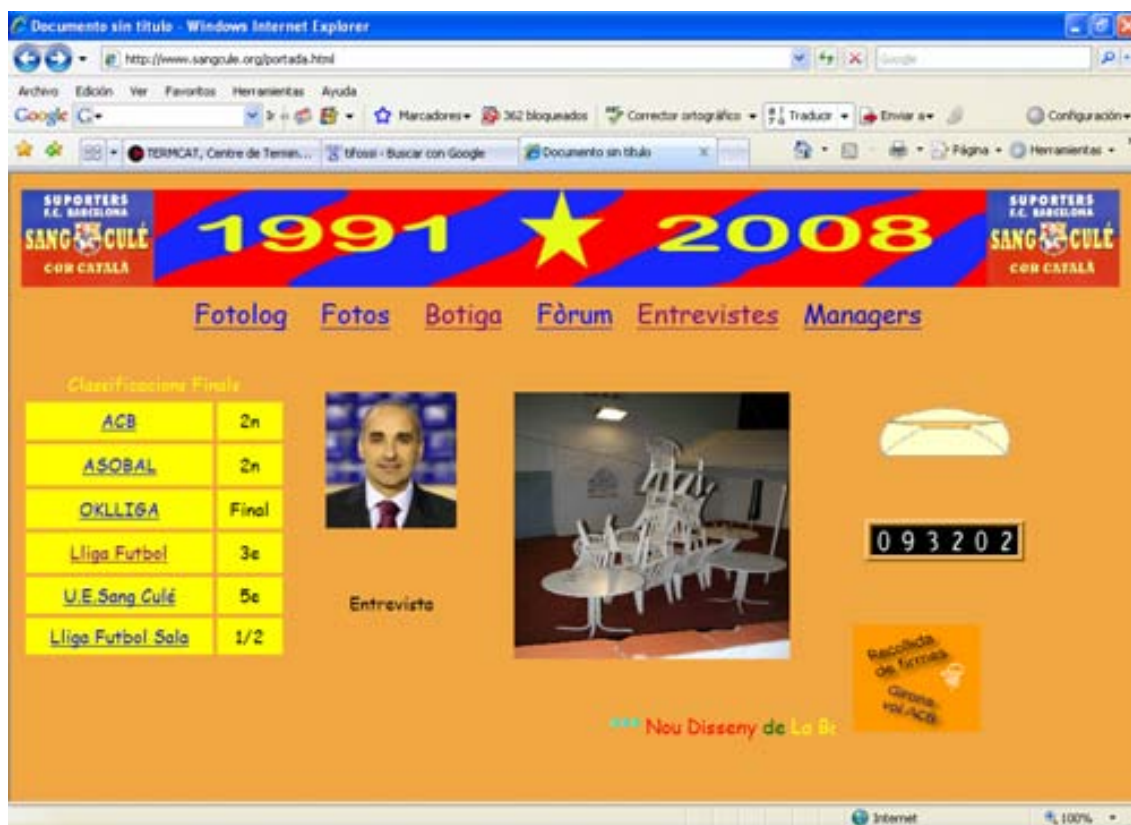 Documento sin título - Windows Internet Explorer
http://www.sangcule.org/portada.html
Google
Archivo Edición Ver Favoritos Herramientas Ayuda
Google G Marcadores 362 bloqueados Corrector ortográfico Traducir Enviar a Configuración
TERMCAT, Centre de Termin... tifossi - Buscar con Google Documento sin título Página Herramientas
SUPORTERS
F.C. BARCELONA
SANG CULÉ
COR CATALÀ
1991 2008
SUPORTERS
F.C. BARCELONA
SANG CULÉ
COR CATALÀ
Fotolog Fotos Botiga Fòrum Entrevistes Managers
Classificacions Finals
ACB 2n
ASOBAL 2n
OKLLIGA Final
Lliga Futbol 3e
U.E.Sang Culé 5e
Lliga Futbol Sala 1/2
Entrevista
093202
Recollida
de firmes
Girona
vol ACB
*** Nou Disseny de La Bo
Internet 100%